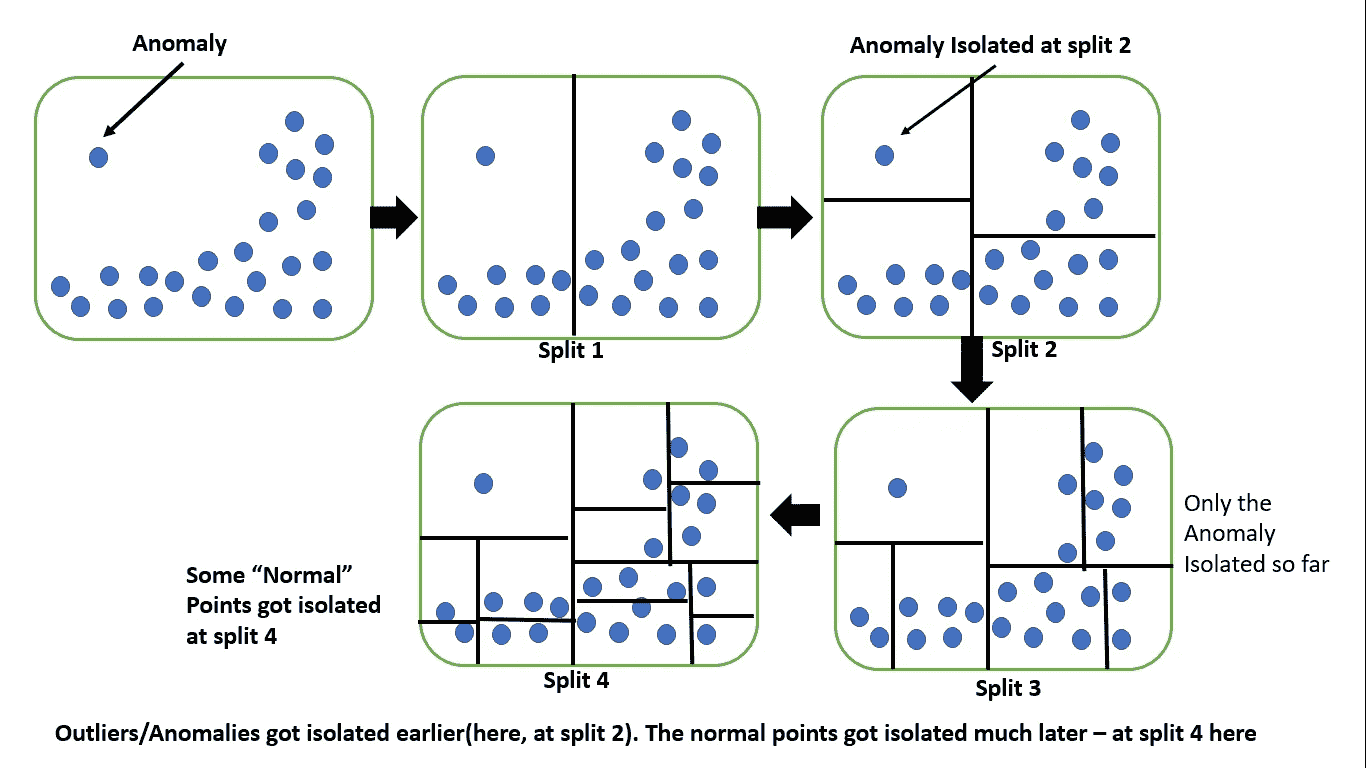 Anomaly
Anomaly Isolated at split 2
Split 1
Split 2
Only the
Anomaly
Isolated so far
Some “Normal”
Points got isolated
at split 4
Split 4
Split 3
Outliers/Anomalies got isolated earlier(here, at split 2). The normal points got isolated much later – at split 4 here